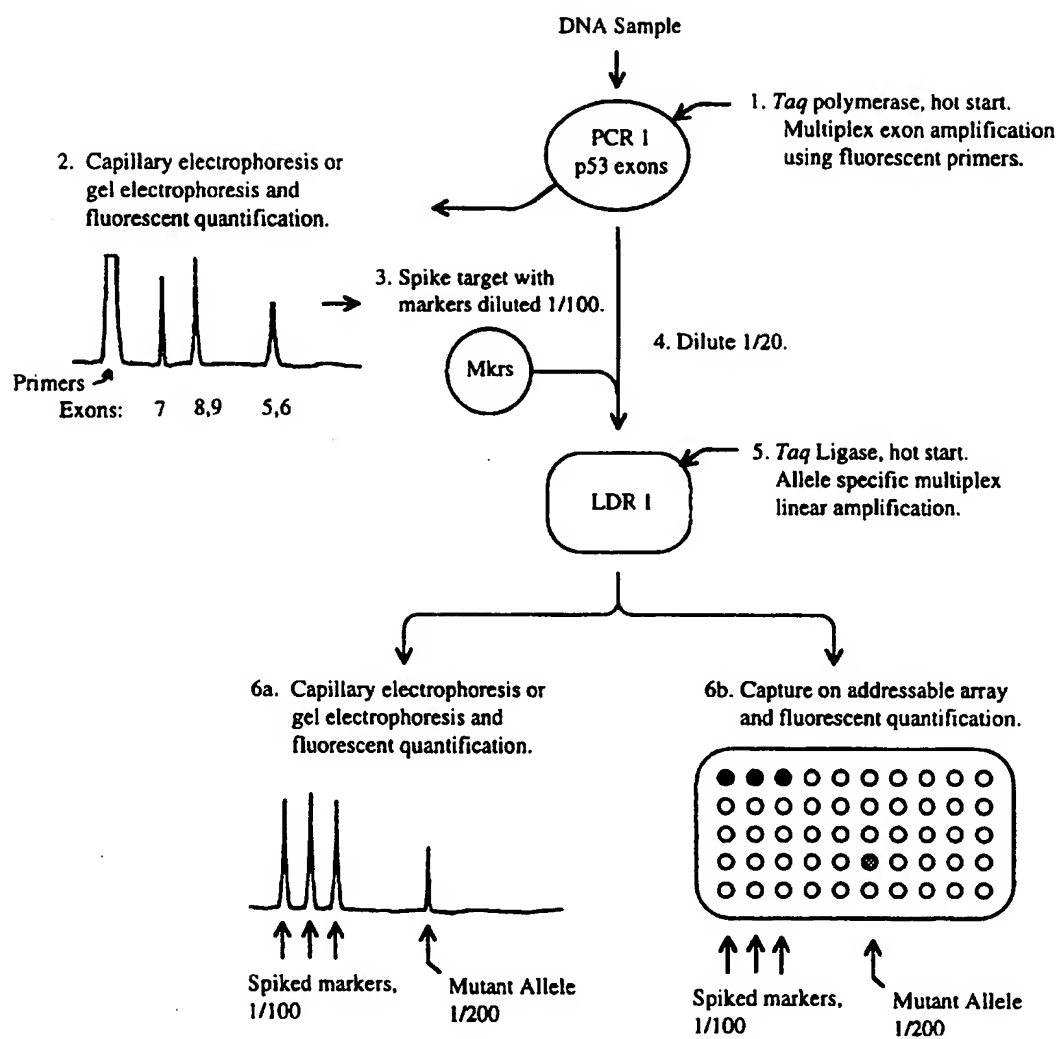 DNA Sample
1. Taq polymerase, hot start.
Multiplex exon amplification
using fluorescent primers.
PCR 1
p53 exons
2. Capillary electrophoresis or
gel electrophoresis and
fluorescent quantification.
3. Spike target with
markers diluted 1/100.
4. Dilute 1/20.
Mkrs
Primers
Exons: 7 8,9 5,6
5. Taq Ligase, hot start.
Allele specific multiplex
linear amplification.
LDR 1
6a. Capillary electrophoresis or
gel electrophoresis and
fluorescent quantification.
6b. Capture on addressable array
and fluorescent quantification.
Spiked markers,
1/100
Mutant Allele
1/200
Spiked markers,
1/100
Mutant Allele
1/200